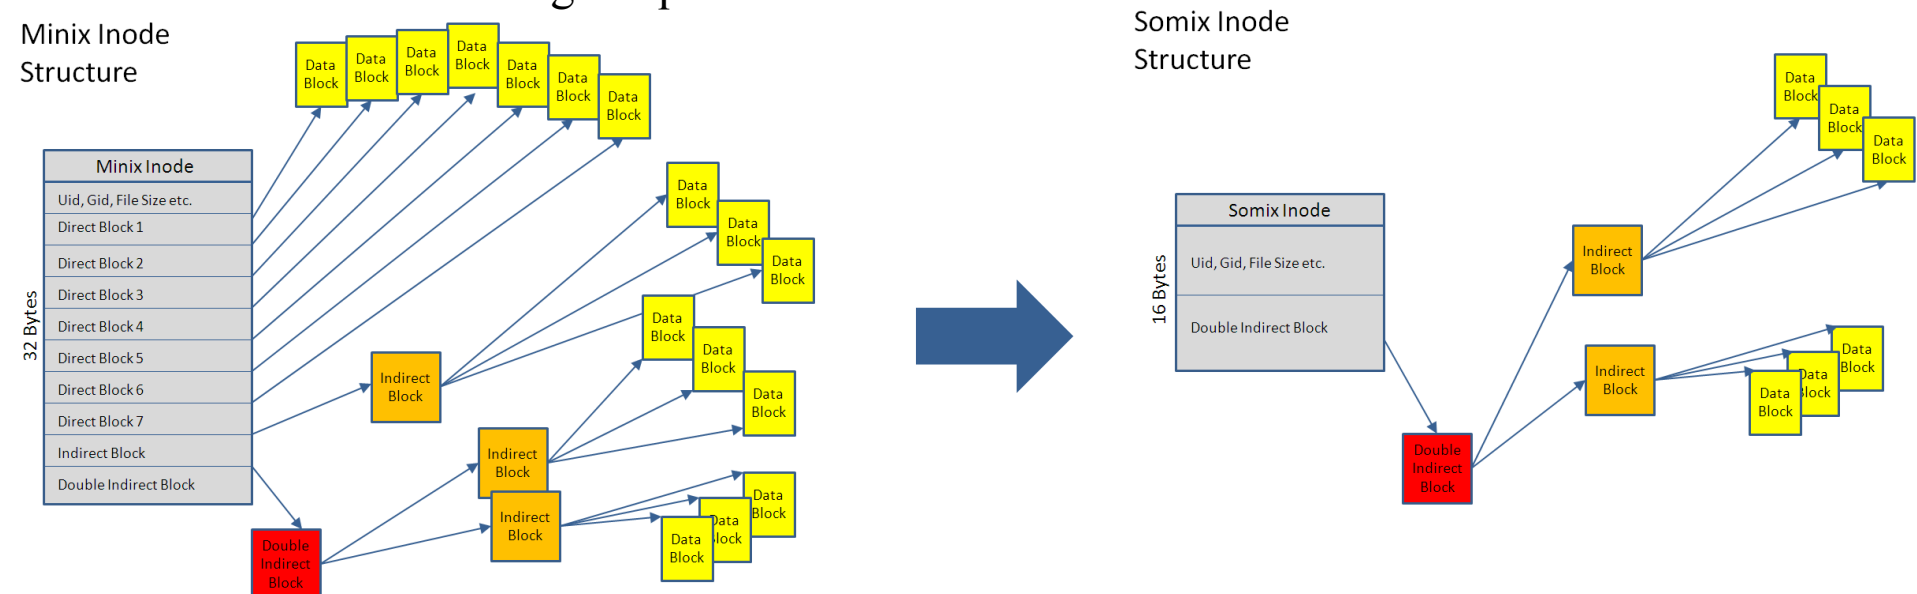 Minix Inode
Structure
Data
Block
Data
Block
Data
Block
Data
Block
Data
Block
Data
Block
Data
Block
Minix Inode
Uid, Gid, File Size etc.
Direct Block 1
Direct Block 2
Direct Block 3
Direct Block 4
Direct Block 5
Direct Block 6
Direct Block 7
Indirect Block
Double Indirect Block
32 Bytes
Data
Block
Data
Block
Data
Block
Indirect
Block
Data
Block
Data
Block
Data
Block
Indirect
Block
Indirect
Block
Data
Block
Data
Block
Data
Block
Double
Indirect
Block
Somix Inode
Structure
Somix Inode
Uid, Gid, File Size etc.
Double Indirect Block
16 Bytes
Data
Block
Data
Block
Data
Block
Indirect
Block
Indirect
Block
Data
Block
Data
Block
Data
Block
Double
Indirect
Block